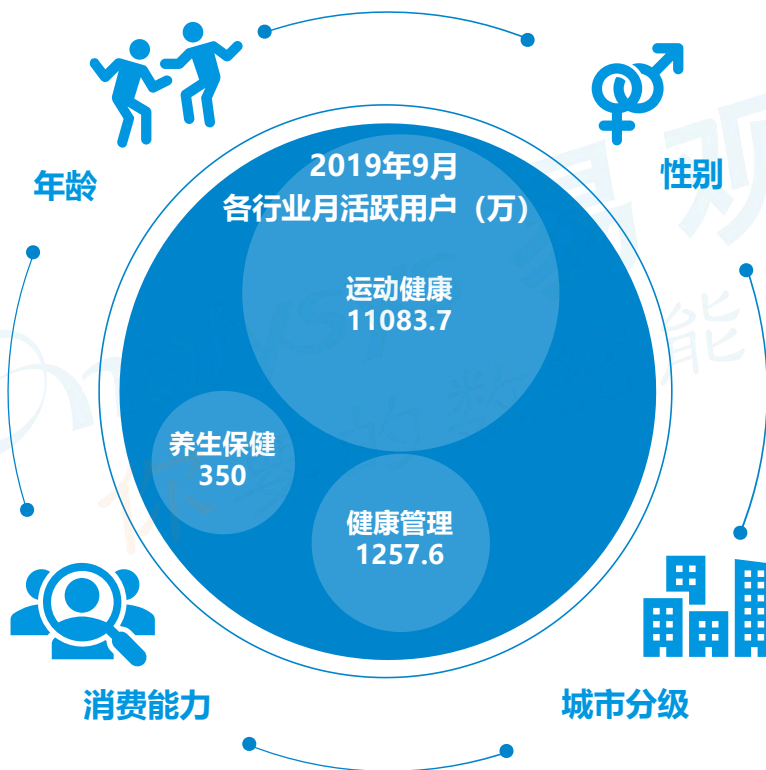 2019年9月
各行业月活跃用户（万）
年龄
性别
运动健康
11083.7
养生保健
350
健康管理
1257.6
消费能力
城市分级